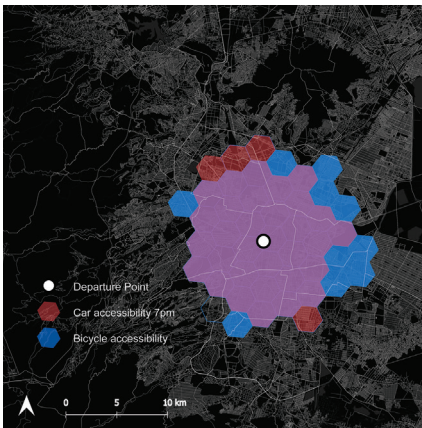 Departure Point
Car accessibility 7pm
Bicycle accessibility
0 5 10 km